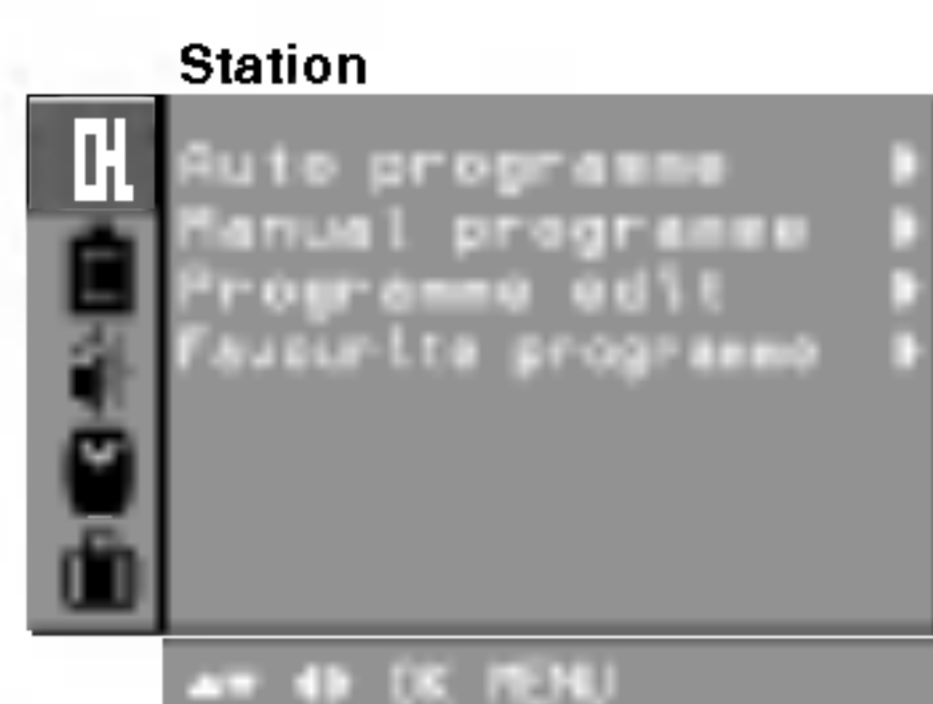 Station
CH
Auto programme
Manual programme
Programme edit
Favourite programme
▲▼ ◀▶ OK MENU